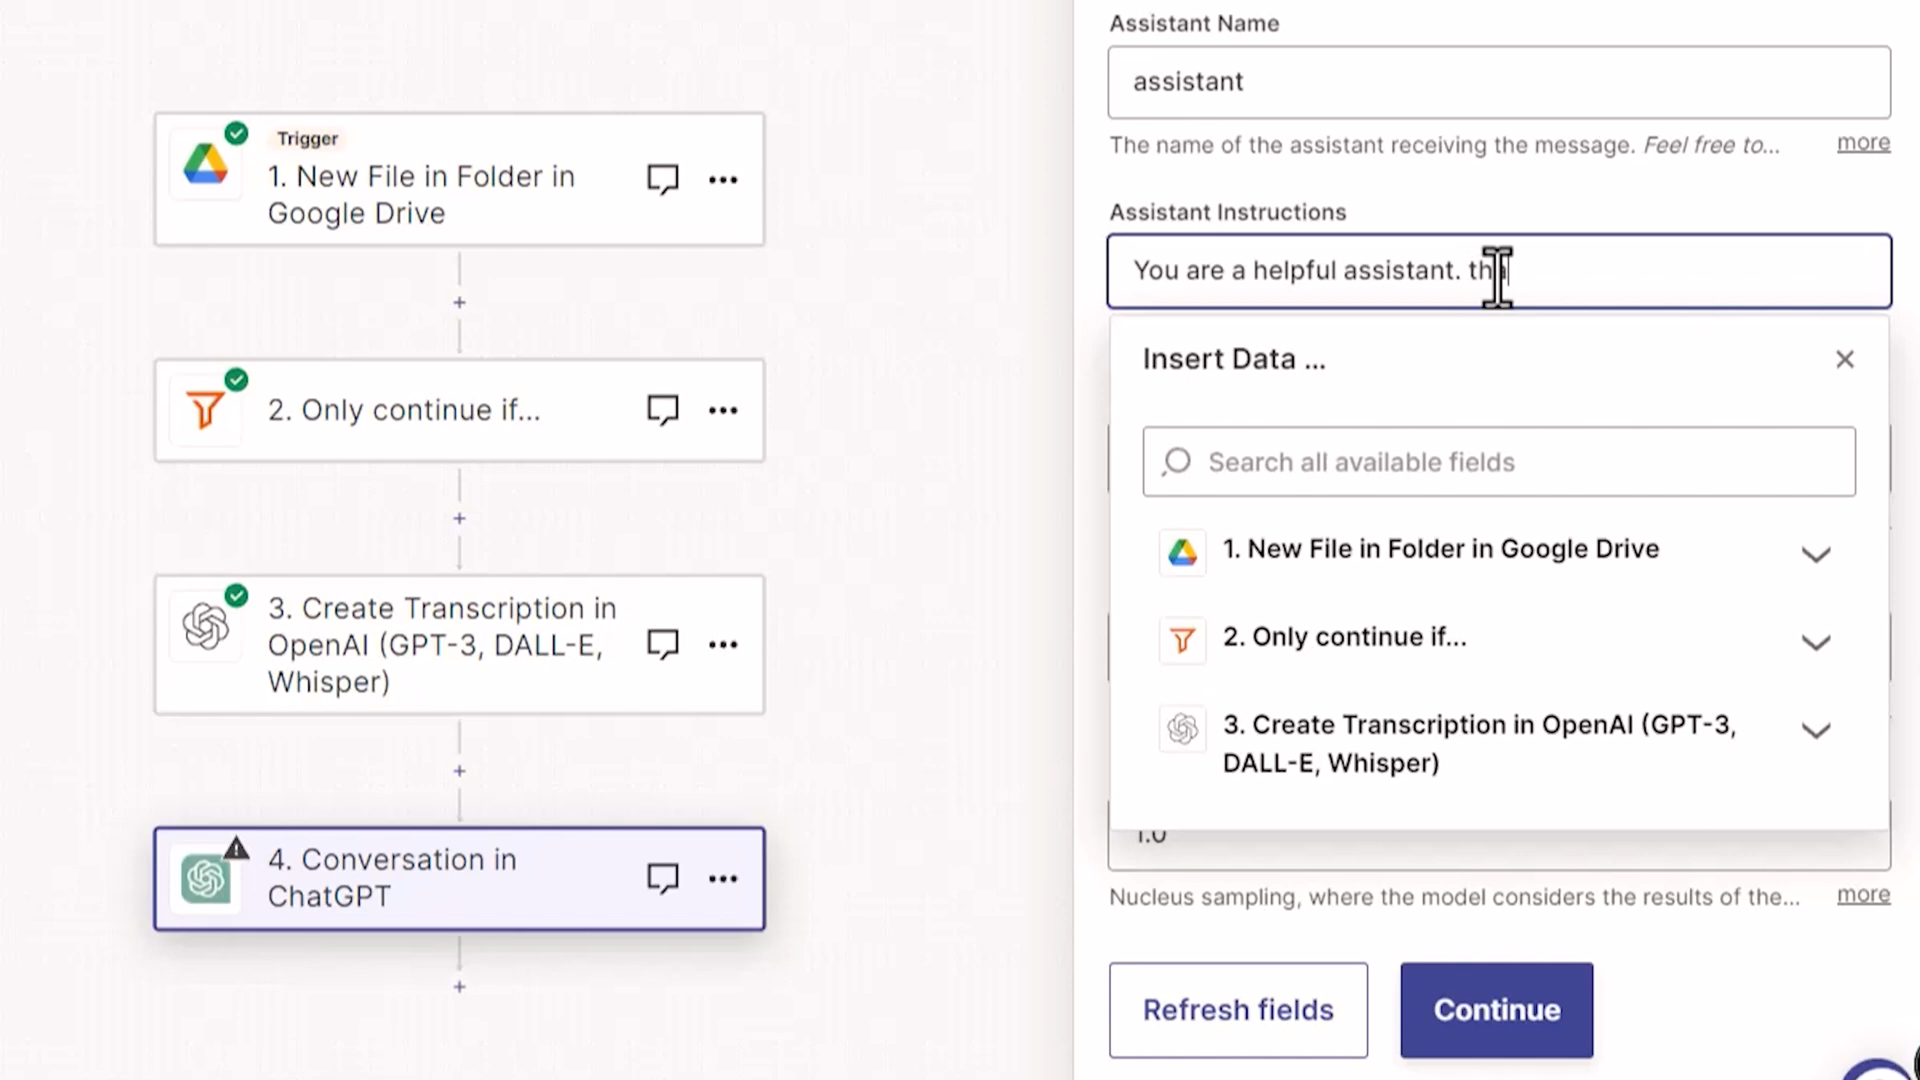 Trigger
1. New File in Folder in
Google Drive
2. Only continue if...
3. Create Transcription in
OpenAI (GPT-3, DALL-E,
Whisper)
4. Conversation in
ChatGPT
Assistant Name
assistant
The name of the assistant receiving the message. Feel free to...
more
Assistant Instructions
You are a helpful assistant. tha
Insert Data ...
Search all available fields
1. New File in Folder in Google Drive
2. Only continue if...
3. Create Transcription in OpenAI (GPT-3,
DALL-E, Whisper)
1.0
Nucleus sampling, where the model considers the results of the...
more
Refresh fields
Continue